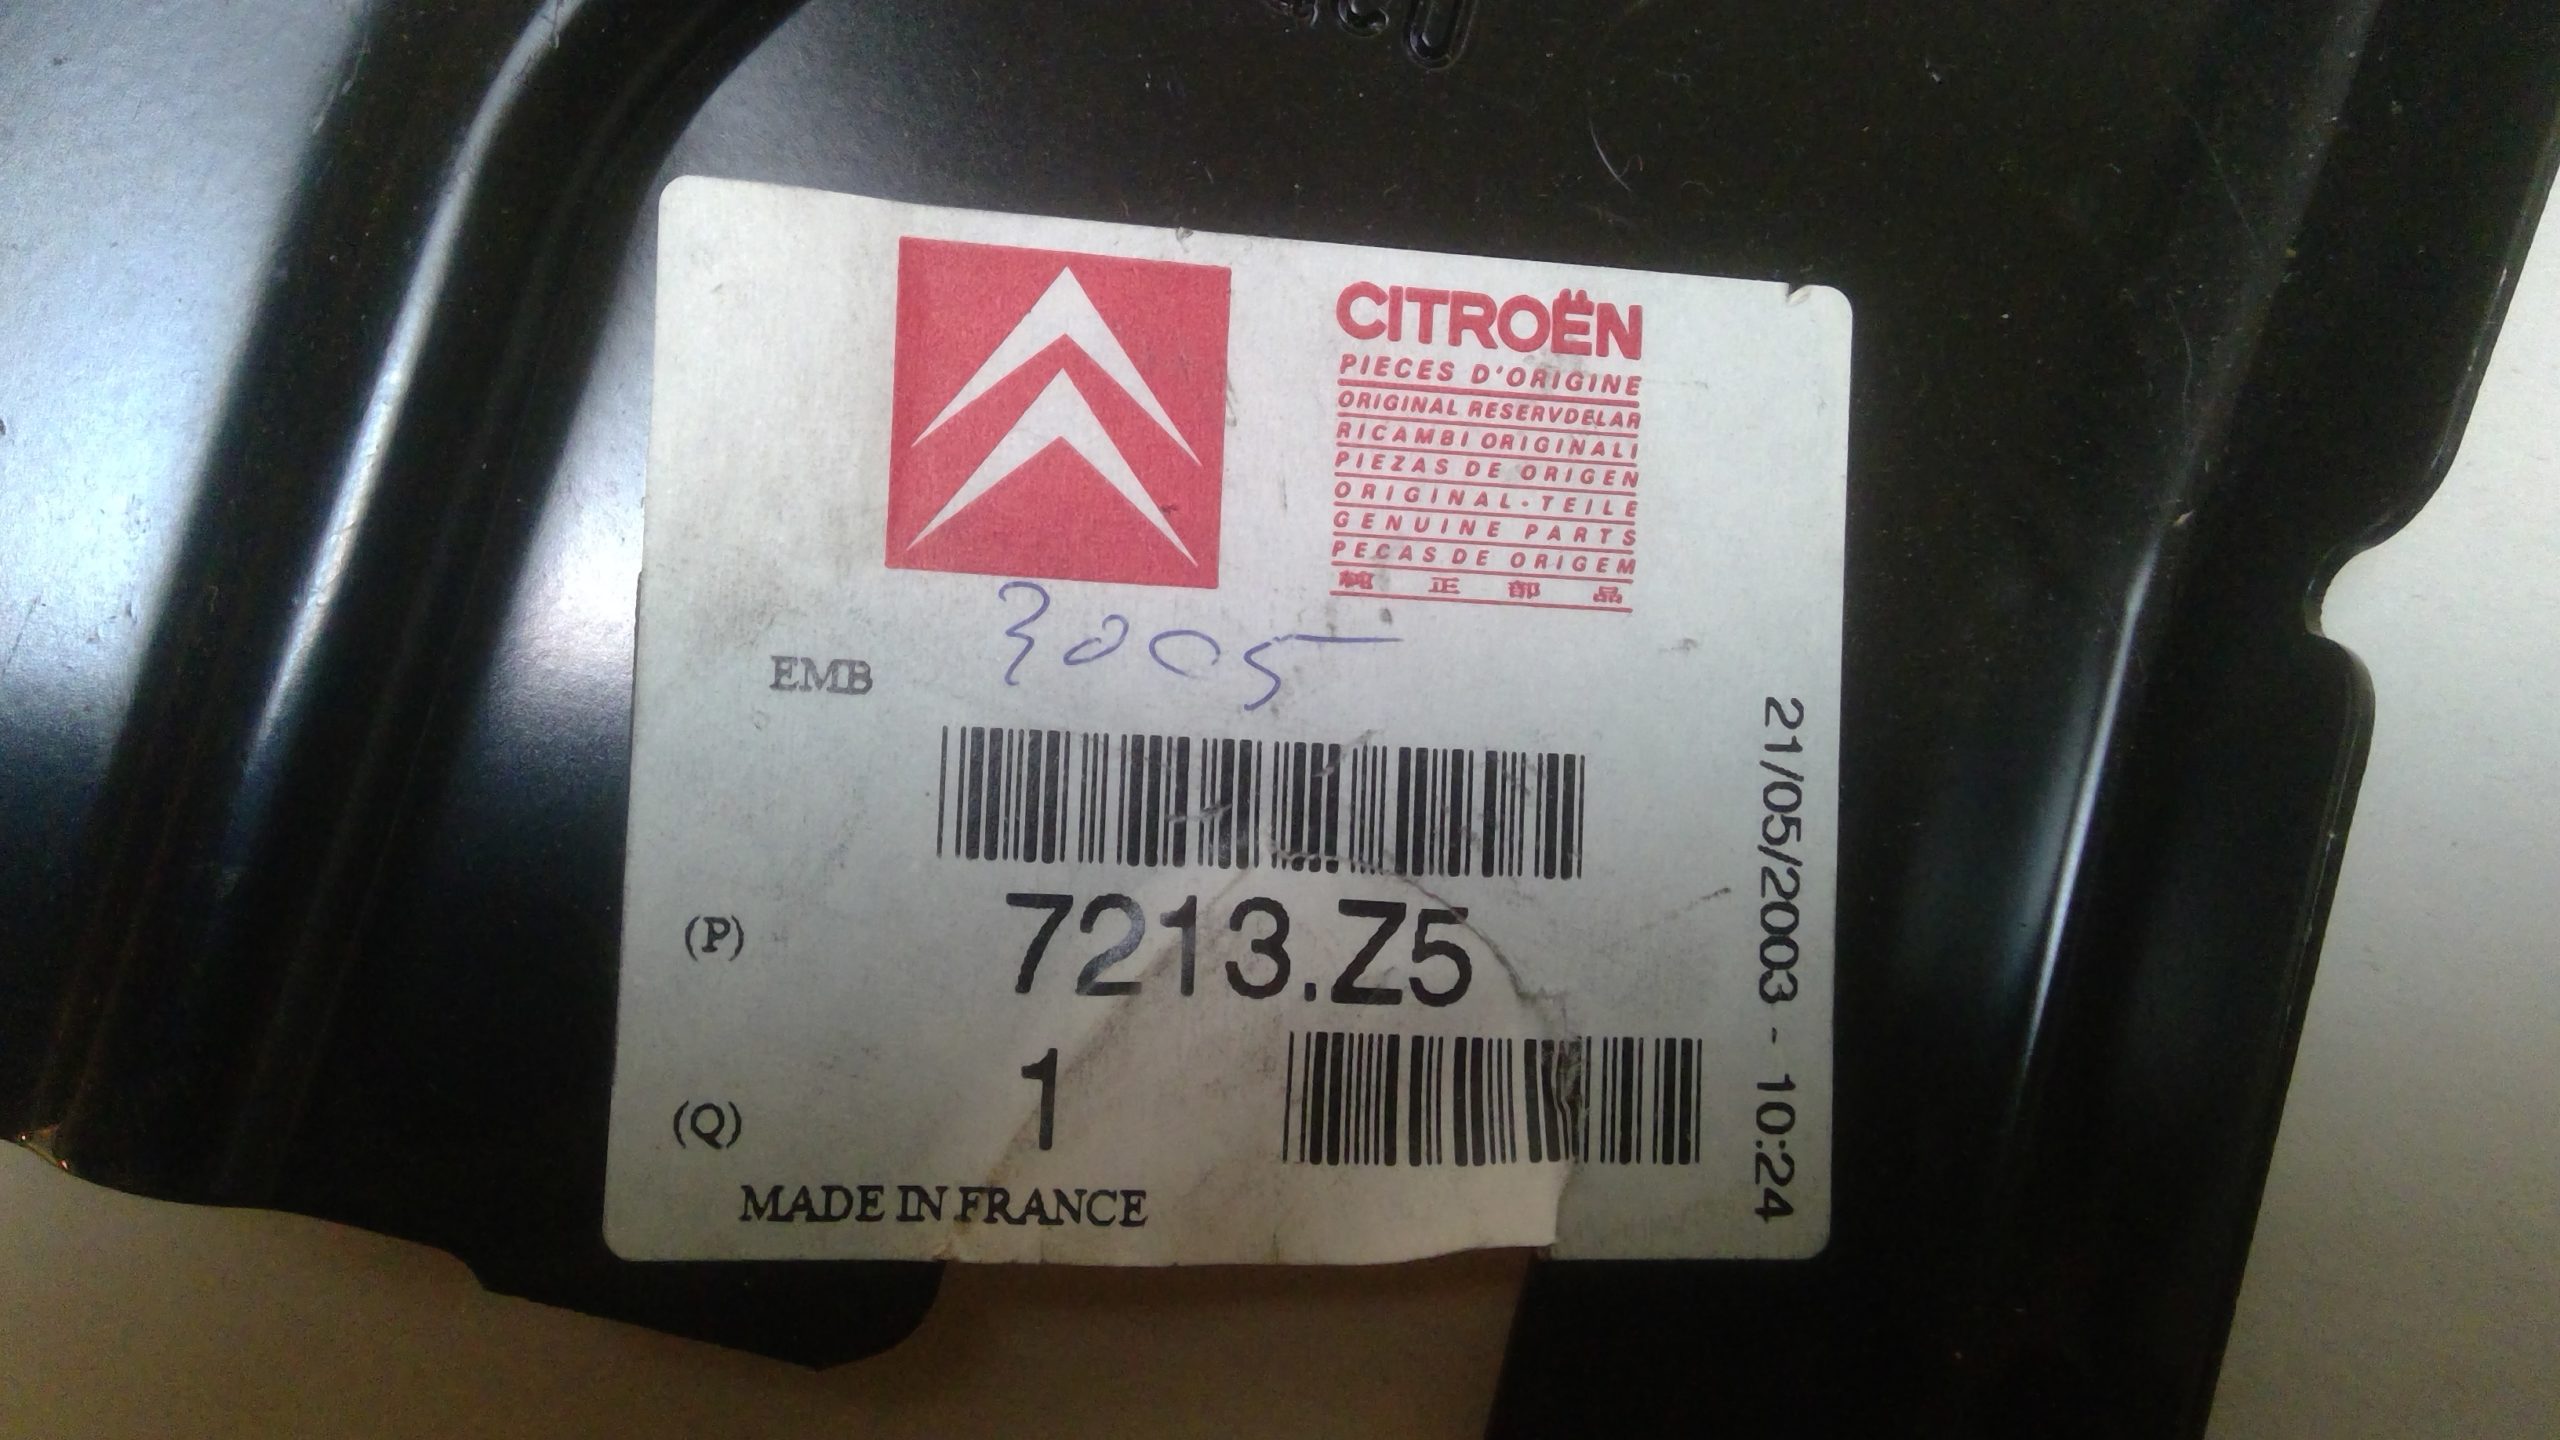 CITROËN
PIECES D'ORIGINE
ORIGINAL RESERVDELAR
RICAMBI ORIGINALI
PIEZAS DE ORIGEN
ORIGINAL-TEILE
GENUINE PARTS
PECAS DE ORIGEM
純正部品
3005
EMB
(P) 7213.Z5
(Q) 1
MADE IN FRANCE
21/05/2003 - 10:24